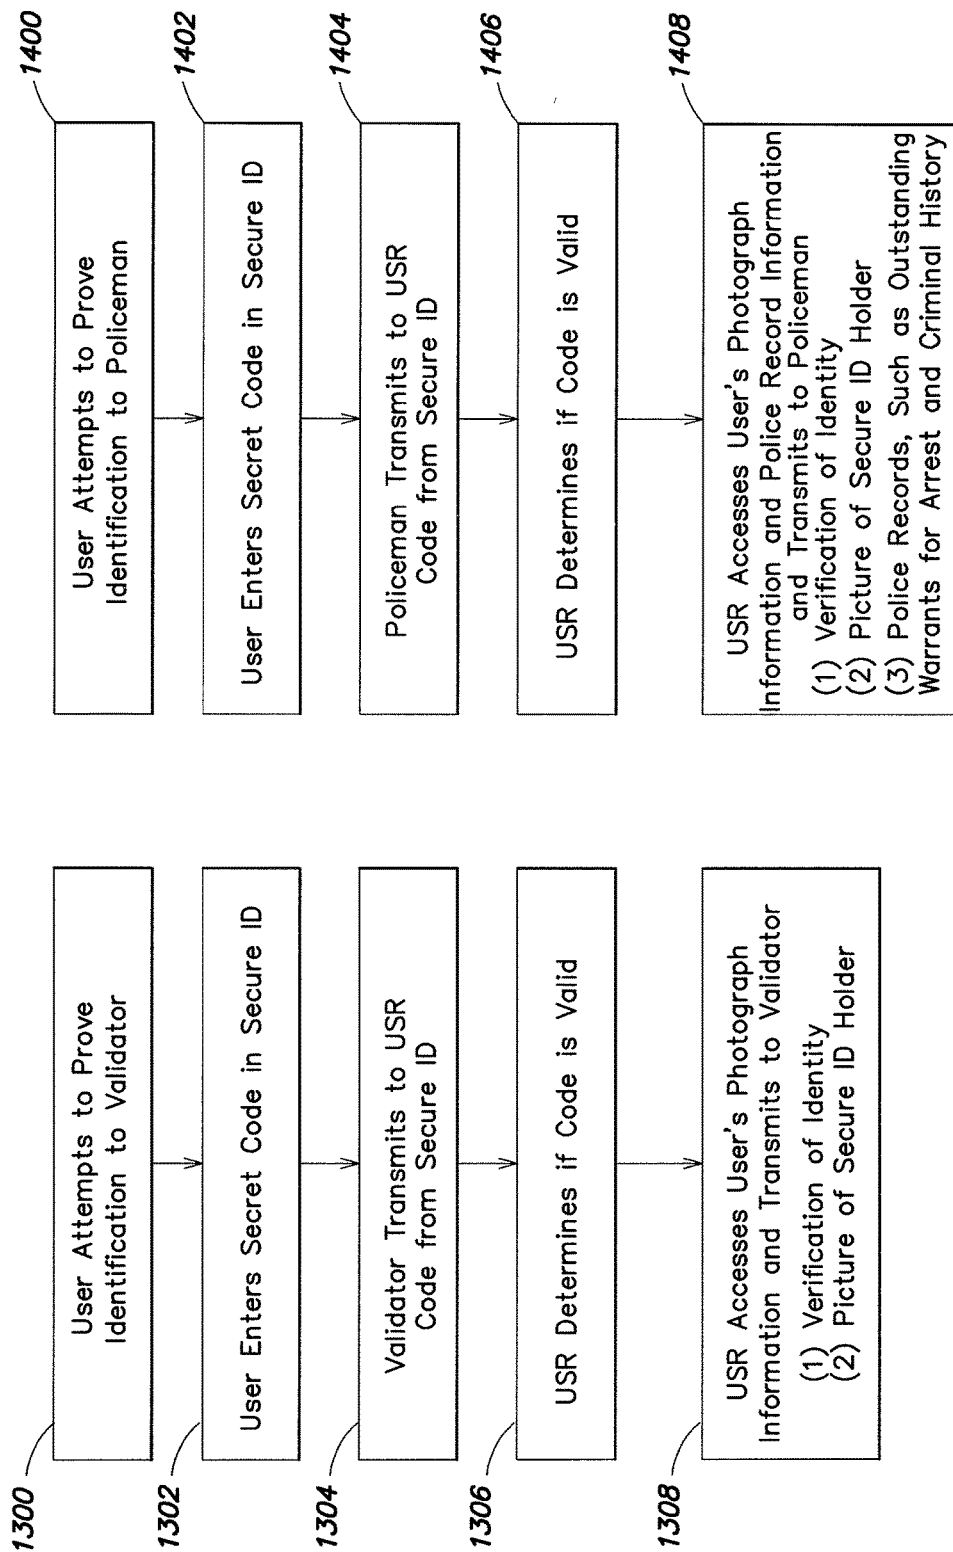 1300
User Attempts to Prove
Identification to Validator
1302
User Enters Secret Code in Secure ID
1304
Validator Transmits to USR
Code from Secure ID
1306
USR Determines if Code is Valid
1308
USR Accesses User's Photograph
Information and Transmits to Validator
(1) Verification of Identity
(2) Picture of Secure ID Holder
1400
User Attempts to Prove
Identification to Policeman
1402
User Enters Secret Code in Secure ID
1404
Policeman Transmits to USR
Code from Secure ID
1406
USR Determines if Code is Valid
1408
USR Accesses User's Photograph
Information and Police Record Information
and Transmits to Policeman
(1) Verification of Identity
(2) Picture of Secure ID Holder
(3) Police Records, Such as Outstanding
Warrants for Arrest and Criminal History